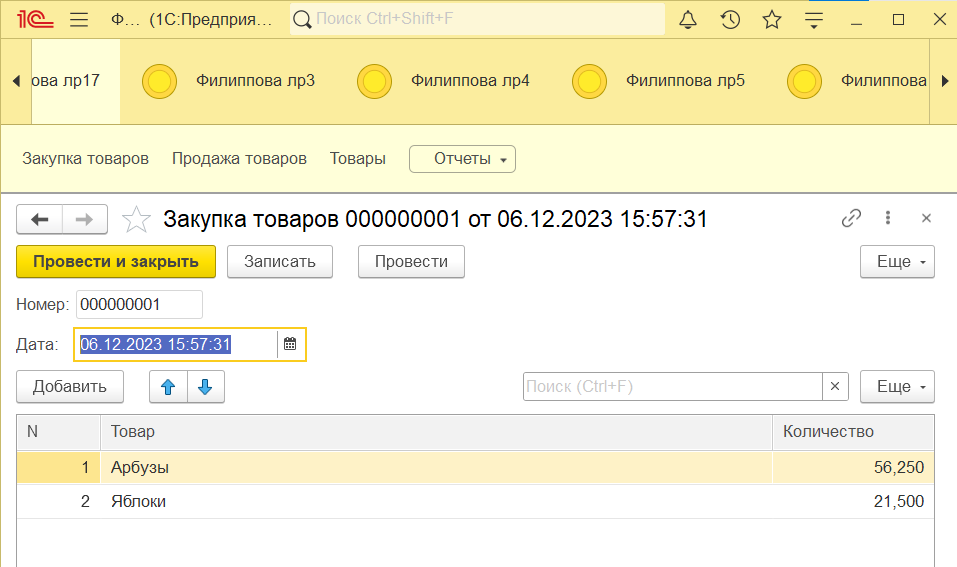 1С Ф... (1С:Предприя... Поиск Ctrl+Shift+F
ова лр17 Филиппова лр3 Филиппова лр4 Филиппова лр5 Филиппова
Закупка товаров Продажа товаров Товары Отчеты
Закупка товаров 000000001 от 06.12.2023 15:57:31
Провести и закрыть Записать Провести Еще
Номер: 000000001
Дата: 06.12.2023 15:57:31
Добавить Поиск (Ctrl+F) × Еще
N Товар Количество
1 Арбузы 56,250
2 Яблоки 21,500